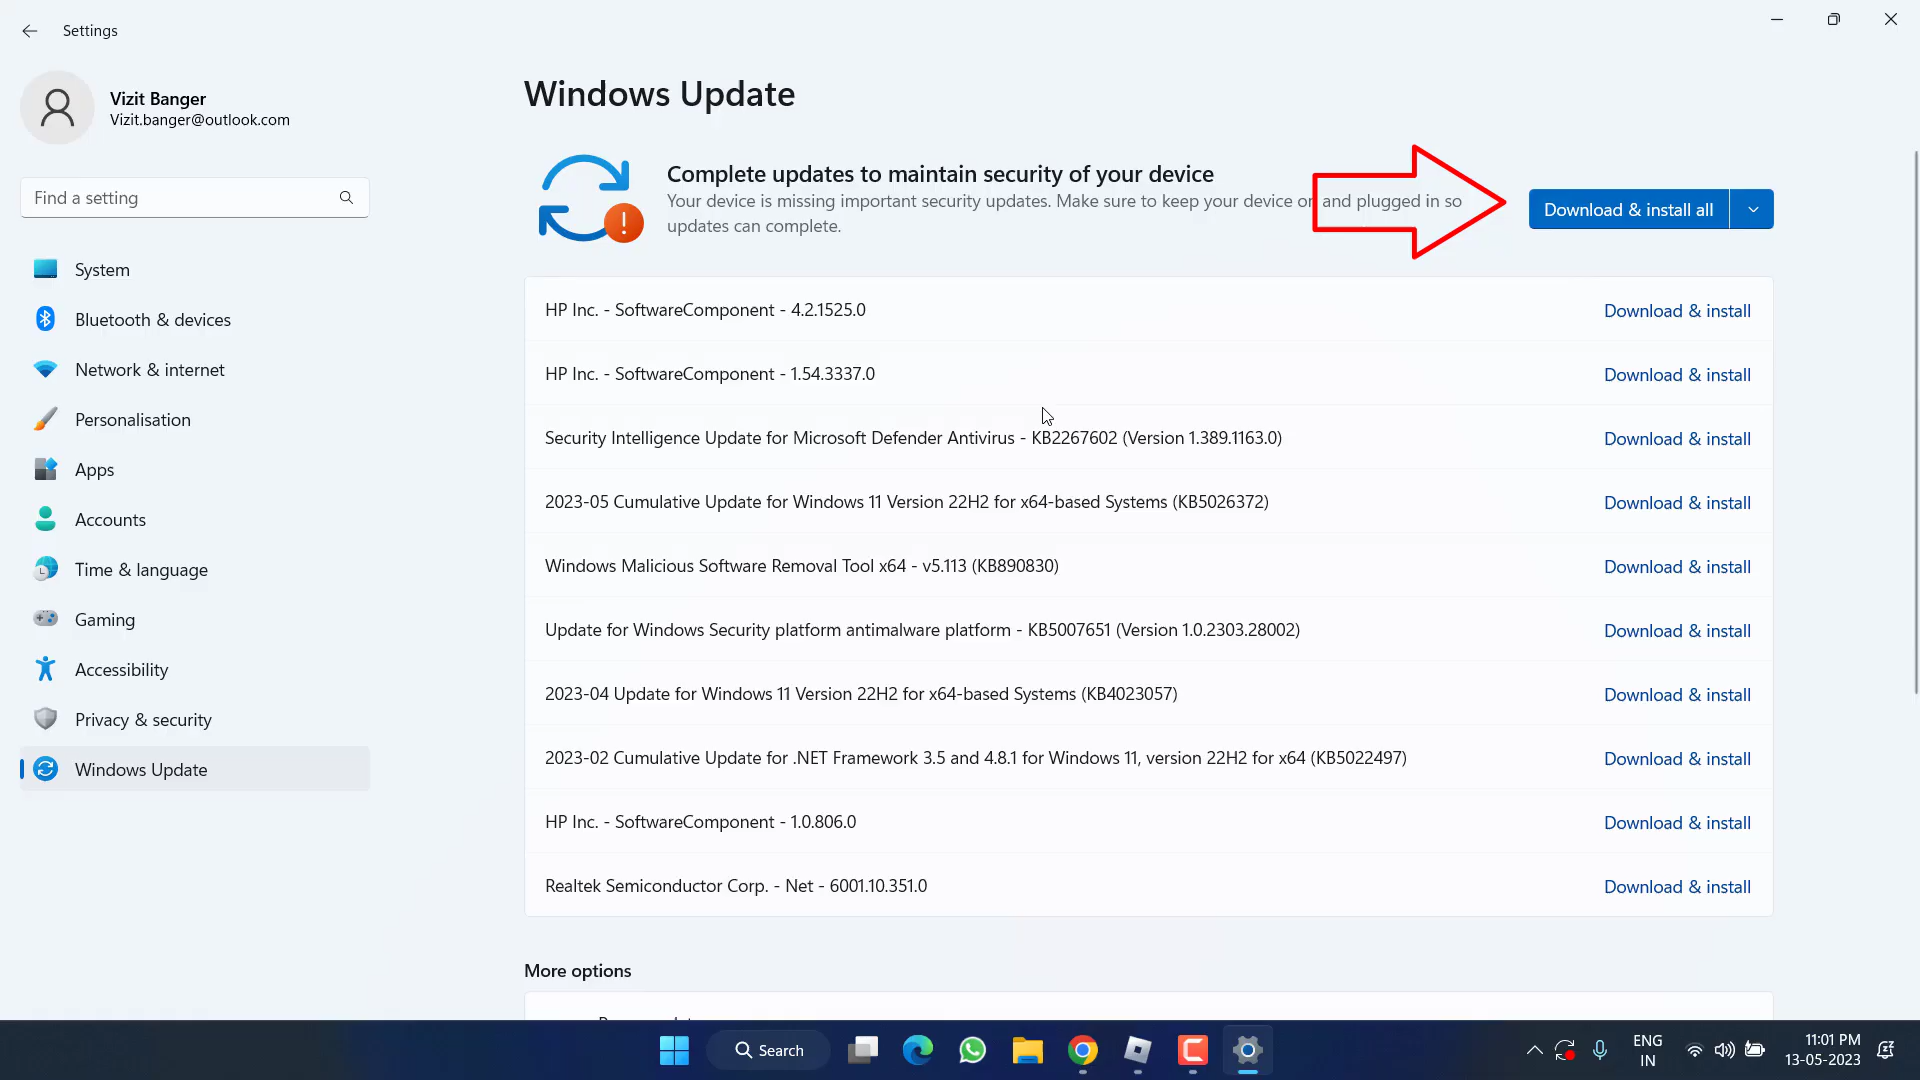 Settings
Vizit Banger
Vizit.banger@outlook.com
Find a setting
System
Bluetooth & devices
Network & internet
Personalisation
Apps
Accounts
Time & language
Gaming
Accessibility
Privacy & security
Windows Update
Windows Update
Complete updates to maintain security of your device
Your device is missing important security updates. Make sure to keep your device on and plugged in so
updates can complete.
Download & install all
HP Inc. - SoftwareComponent - 4.2.1525.0 Download & install
HP Inc. - SoftwareComponent - 1.54.3337.0 Download & install
Security Intelligence Update for Microsoft Defender Antivirus - KB2267602 (Version 1.389.1163.0) Download & install
2023-05 Cumulative Update for Windows 11 Version 22H2 for x64-based Systems (KB5026372) Download & install
Windows Malicious Software Removal Tool x64 - v5.113 (KB890830) Download & install
Update for Windows Security platform antimalware platform - KB5007651 (Version 1.0.2303.28002) Download & install
2023-04 Update for Windows 11 Version 22H2 for x64-based Systems (KB4023057) Download & install
2023-02 Cumulative Update for .NET Framework 3.5 and 4.8.1 for Windows 11, version 22H2 for x64 (KB5022497) Download & install
HP Inc. - SoftwareComponent - 1.0.806.0 Download & install
Realtek Semiconductor Corp. - Net - 6001.10.351.0 Download & install
More options
Search
ENG
IN
11:01 PM
13-05-2023